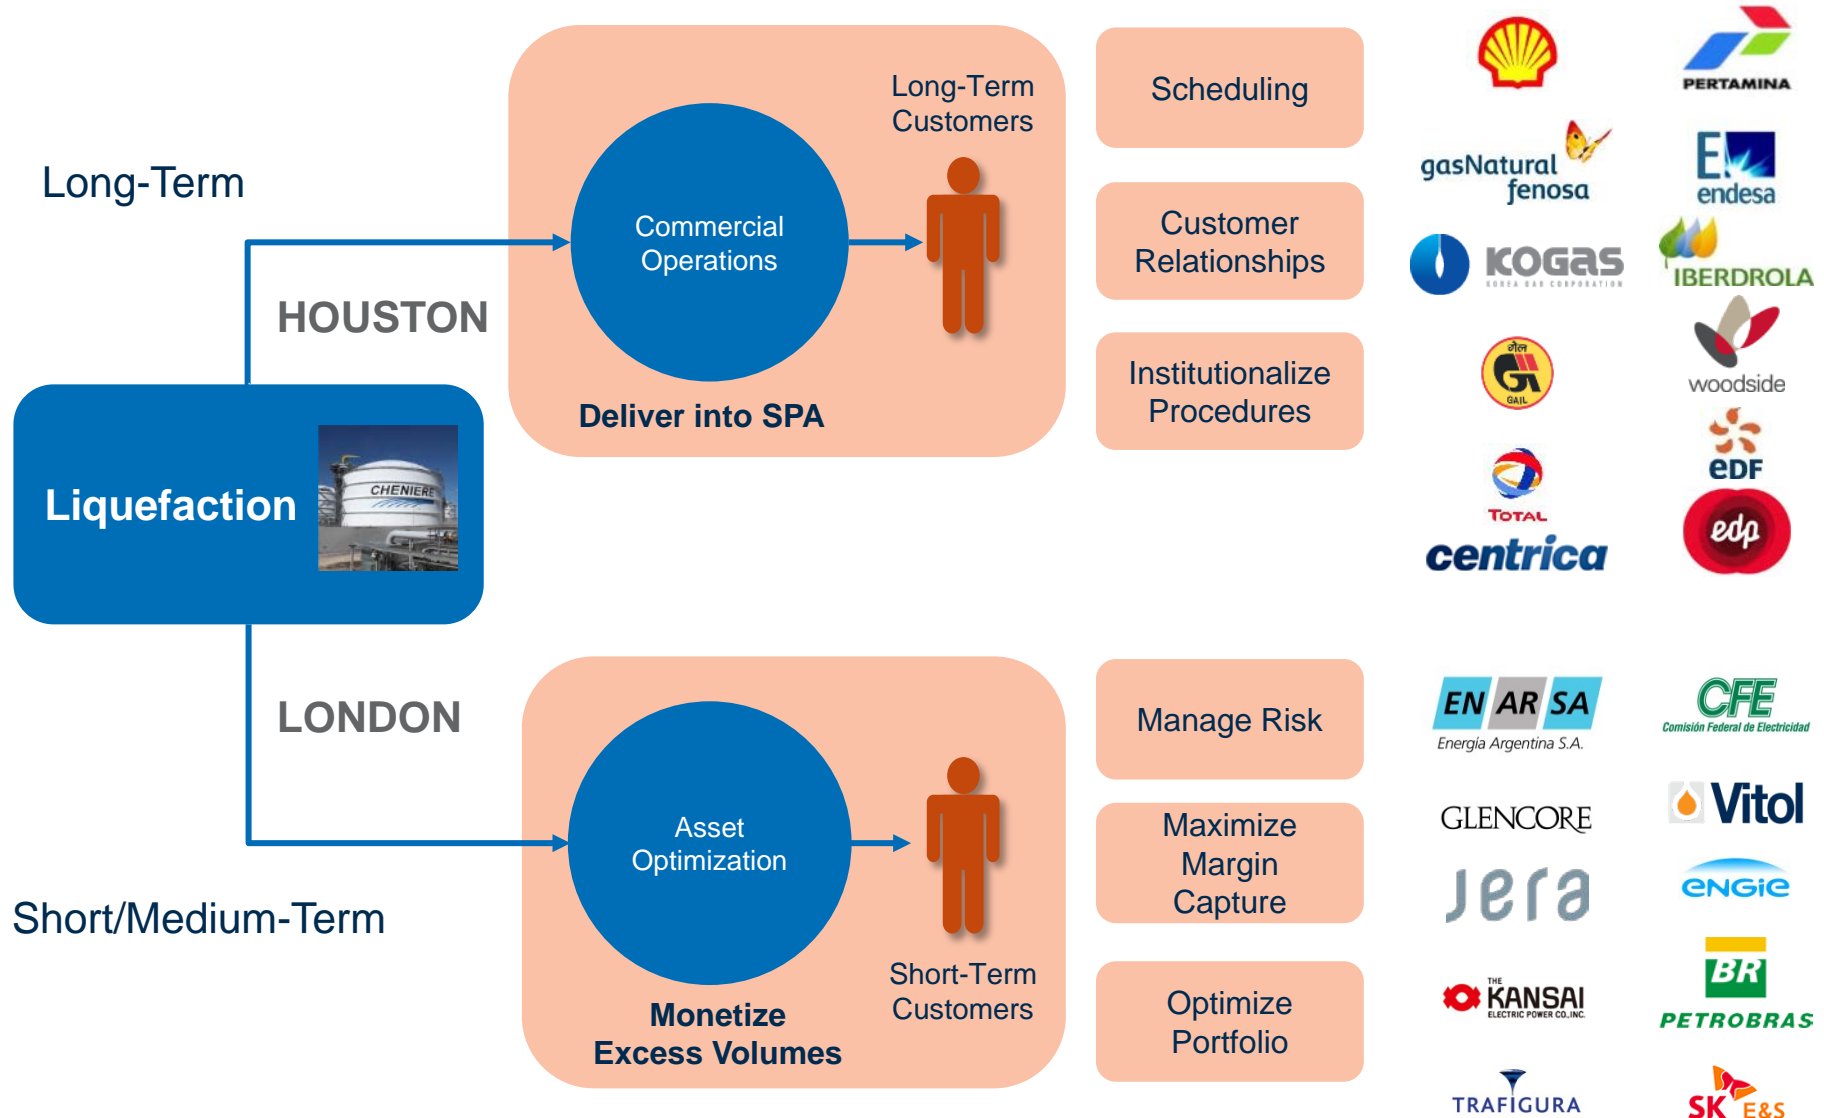 Long-Term
HOUSTON
Liquefaction
CHENIERE
LONDON
Short/Medium-Term
Commercial
Operations
Long-Term
Customers
Deliver into SPA
Asset
Optimization
Short-Term
Customers
Monetize
Excess Volumes
Scheduling
Customer
Relationships
Institutionalize
Procedures
Manage Risk
Maximize
Margin
Capture
Optimize
Portfolio
PERTAMINA
gasNatural
fenosa
endesa
KOGAS
KOREA GAS CORPORATION
IBERDROLA
गेल
GAIL
woodside
TOTAL
eDF
centrica
edp
EN AR SA
Energía Argentina S.A.
CFE
Comisión Federal de Electricidad
GLENCORE
Vitol
Jera
ENGIE
THE
KANSAI
ELECTRIC POWER CO.,INC.
BR
PETROBRAS
TRAFIGURA
SK E&S